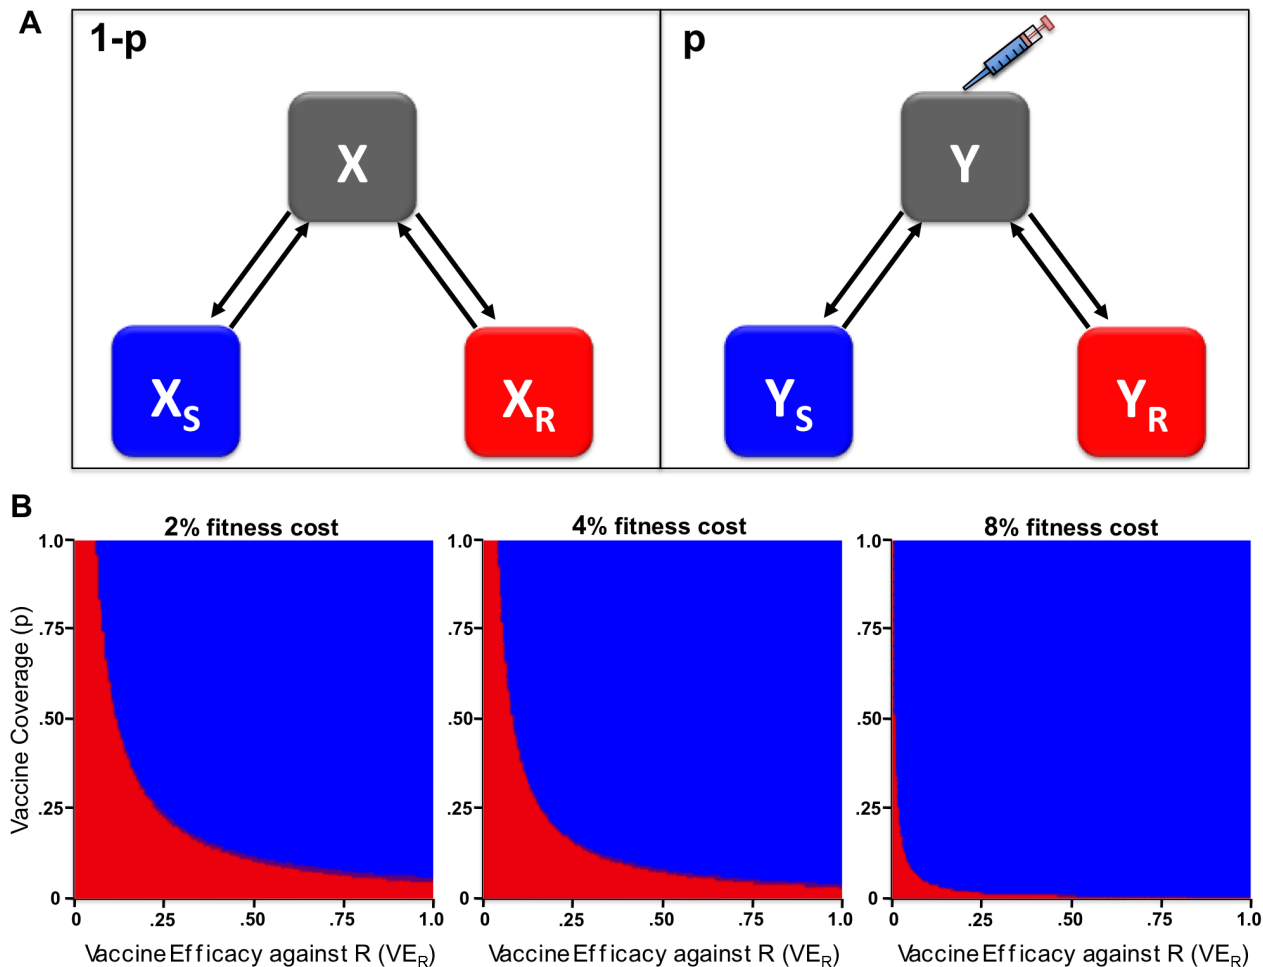 A
1-p
p
X
Y
X_S
X_R
Y_S
Y_R
B
2% fitness cost
4% fitness cost
8% fitness cost
Vaccine Coverage (p)
1.0
.75
.50
.25
0
0
.25
.50
.75
1.0
1.0
.75
.50
.25
0
0
.25
.50
.75
1.0
1.0
.75
.50
.25
0
0
.25
.50
.75
1.0
Vaccine Efficacy against R (VE_R)
Vaccine Efficacy against R (VE_R)
Vaccine Efficacy against R (VE_R)